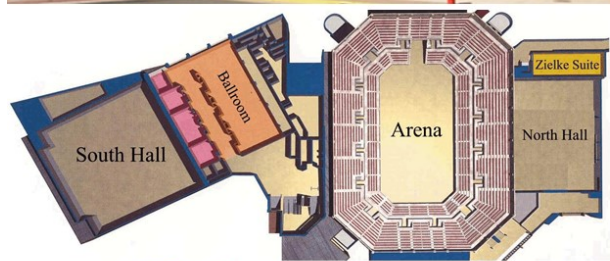 South Hall
Ballroom
Arena
Zielke Suite
North Hall